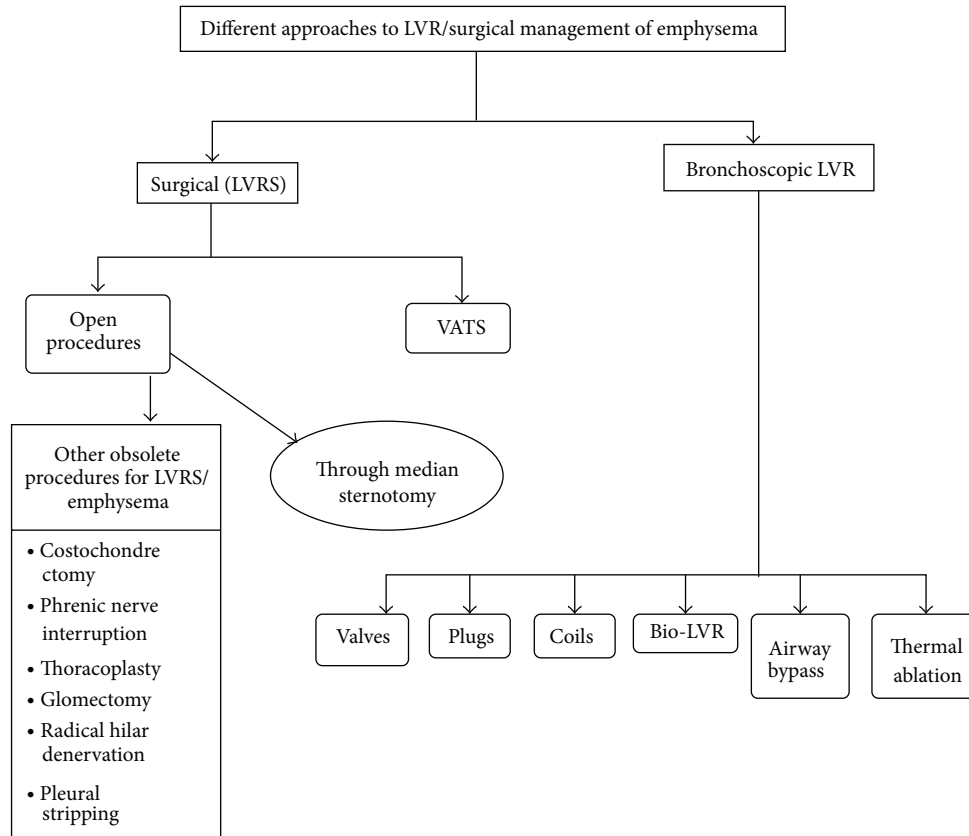 Different approaches to LVR/surgical management of emphysema
Surgical (LVRS)
Bronchoscopic LVR
Open
procedures
VATS
Other obsolete
procedures for LVRS/
emphysema
• Costochondre
ctomy
• Phrenic nerve
interruption
• Thoracoplasty
• Glomectomy
• Radical hilar
denervation
• Pleural
stripping
Through median
sternotomy
Valves
Plugs
Coils
Bio-LVR
Airway
bypass
Thermal
ablation